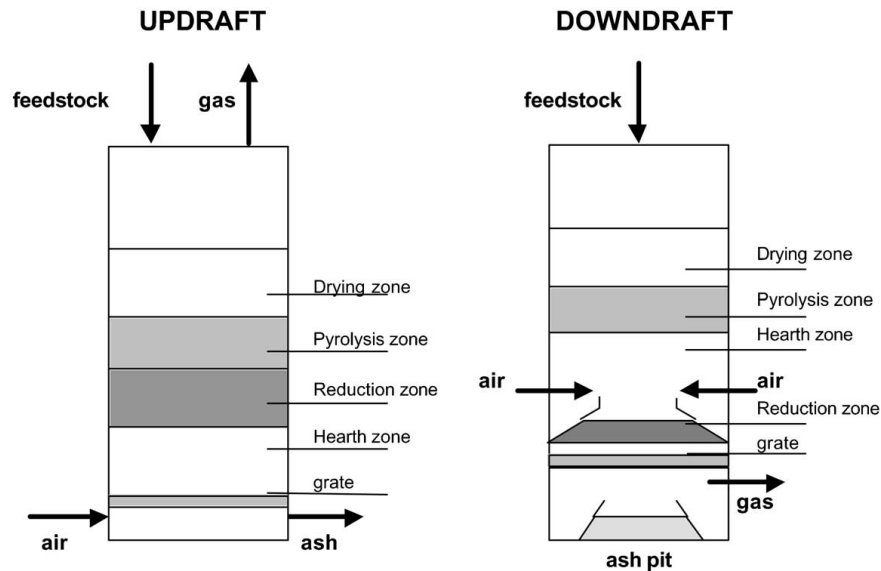 UPDRAFT
feedstock
gas
Drying zone
Pyrolysis zone
Reduction zone
Hearth zone
grate
air
ash
DOWNDRAFT
feedstock
Drying zone
Pyrolysis zone
Hearth zone
air
air
Reduction zone
grate
gas
ash pit